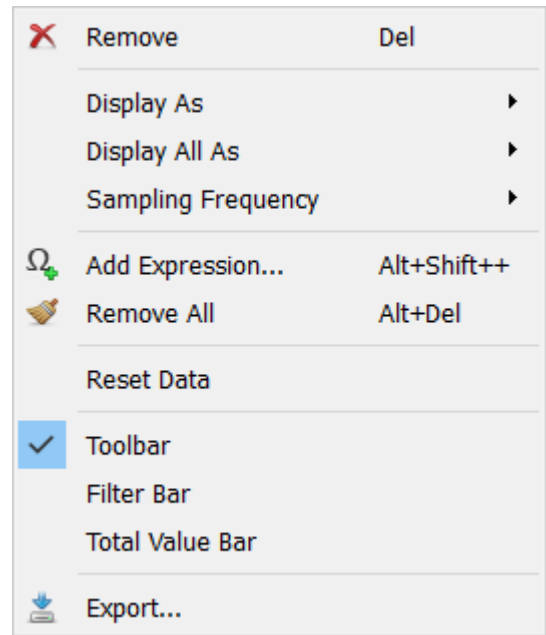 Remove Del
Display As
Display All As
Sampling Frequency
Add Expression... Alt+Shift++
Remove All Alt+Del
Reset Data
Toolbar
Filter Bar
Total Value Bar
Export...